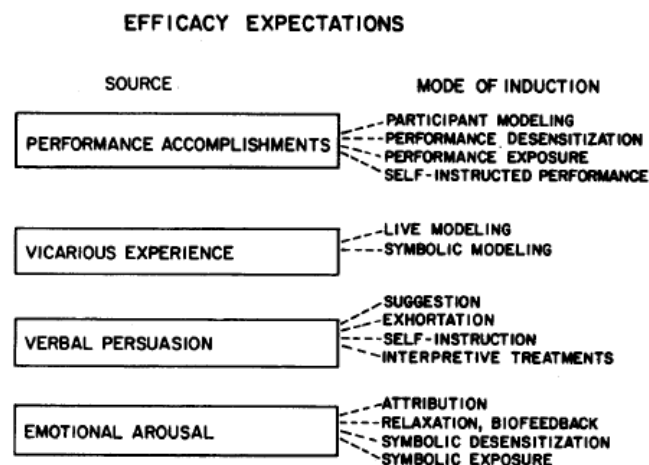 EFFICACY EXPECTATIONS
SOURCE
MODE OF INDUCTION
PERFORMANCE ACCOMPLISHMENTS
PARTICIPANT MODELING
PERFORMANCE DESENSITIZATION
PERFORMANCE EXPOSURE
SELF-INSTRUCTED PERFORMANCE
VICARIOUS EXPERIENCE
LIVE MODELING
SYMBOLIC MODELING
VERBAL PERSUASION
SUGGESTION
EXHORTATION
SELF-INSTRUCTION
INTERPRETIVE TREATMENTS
EMOTIONAL AROUSAL
ATTRIBUTION
RELAXATION, BIOFEEDBACK
SYMBOLIC DESENSITIZATION
SYMBOLIC EXPOSURE